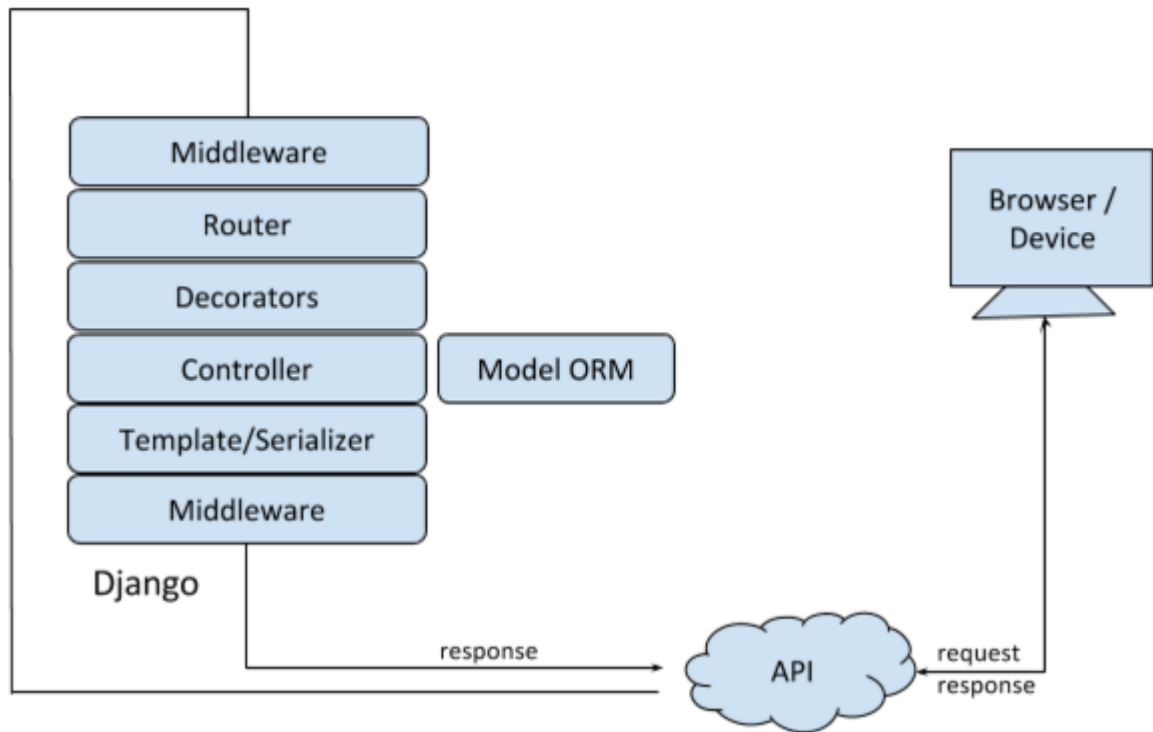 Middleware
Router
Decorators
Controller
Model ORM
Template/Serializer
Middleware
Django
Browser /
Device
response
API
request
response